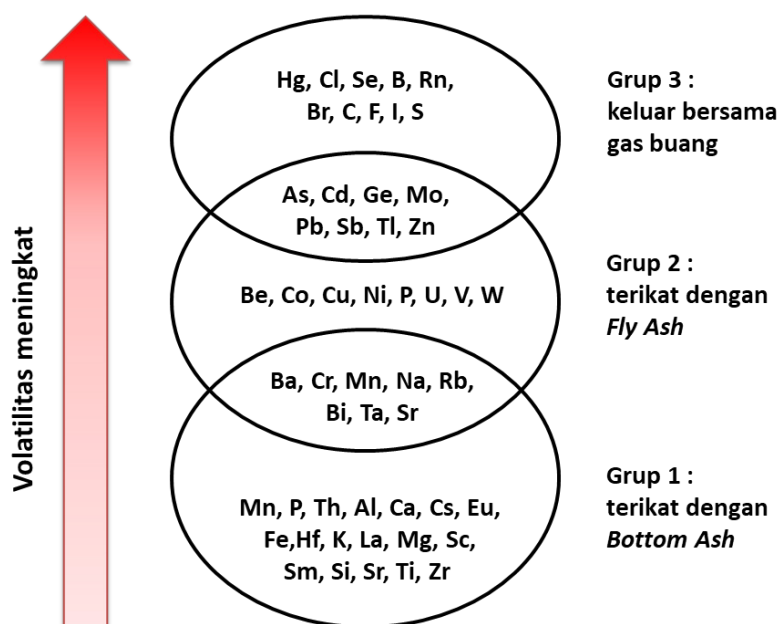 Volatilitas meningkat
Hg, Cl, Se, B, Rn,
Br, C, F, I, S
Grup 3 :
keluar bersama
gas buang
As, Cd, Ge, Mo,
Pb, Sb, Tl, Zn
Be, Co, Cu, Ni, P, U, V, W
Grup 2 :
terikat dengan
Fly Ash
Ba, Cr, Mn, Na, Rb,
Bi, Ta, Sr
Mn, P, Th, Al, Ca, Cs, Eu,
Fe,Hf, K, La, Mg, Sc,
Sm, Si, Sr, Ti, Zr
Grup 1 :
terikat dengan
Bottom Ash